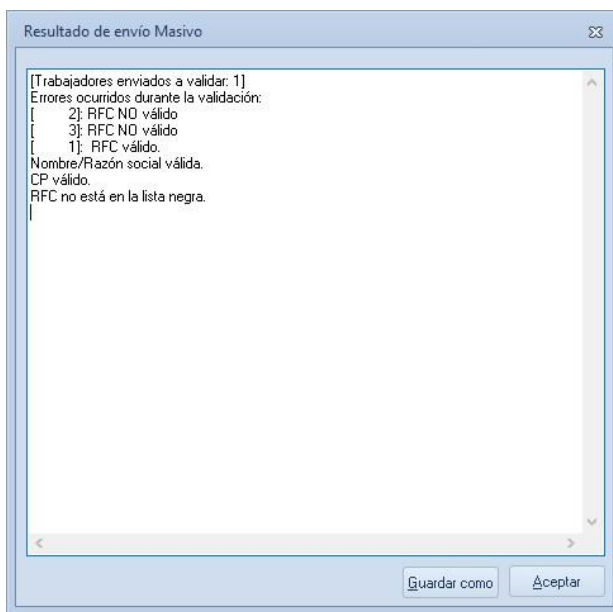 Resultado de envío Masivo
[Trabajadores enviados a validar: 1]
Errores ocurridos durante la validación:
[ 2]: RFC NO válido
[ 3]: RFC NO válido
[ 1]: RFC válido.
Nombre/Razón social válida.
CP válido.
RFC no está en la lista negra.
Guardar como Aceptar